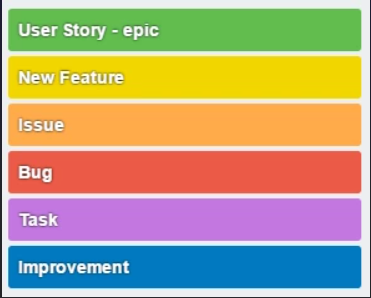 User Story - epic
New Feature
Issue
Bug
Task
Improvement